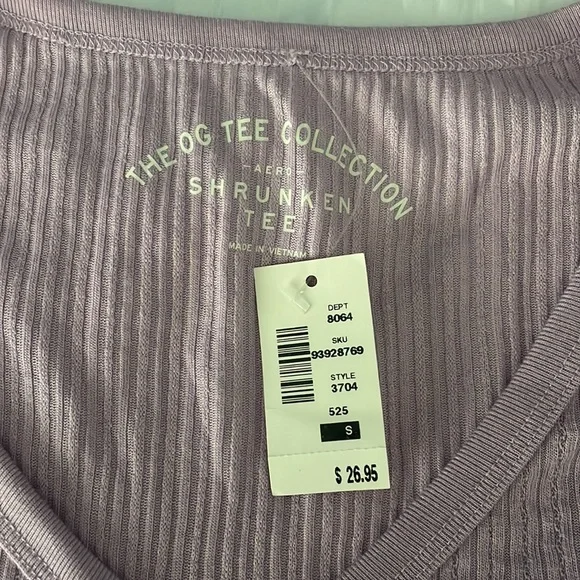 THE OG TEE COLLECTION
- AERO -
SHRUNKEN
TEE
MADE IN VIETNAM
DEPT
8064
SKU
93928769
STYLE
3704
525
S
$ 26.95